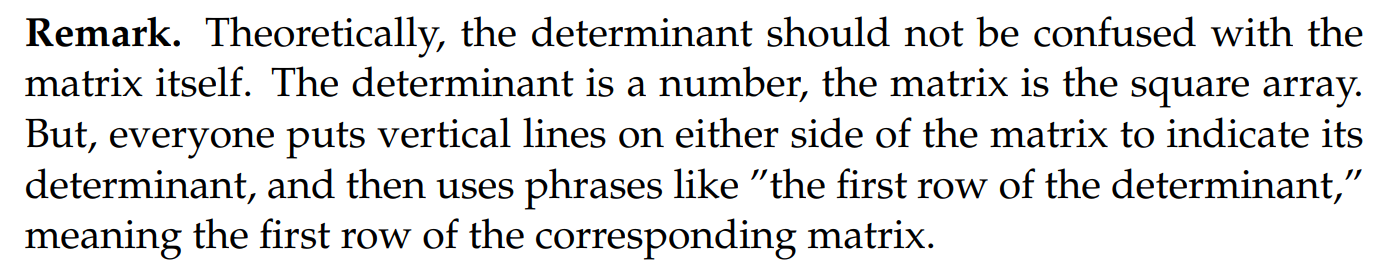 Remark. Theoretically, the determinant should not be confused with the
matrix itself. The determinant is a number, the matrix is the square array.
But, everyone puts vertical lines on either side of the matrix to indicate its
determinant, and then uses phrases like ”the first row of the determinant,”
meaning the first row of the corresponding matrix.